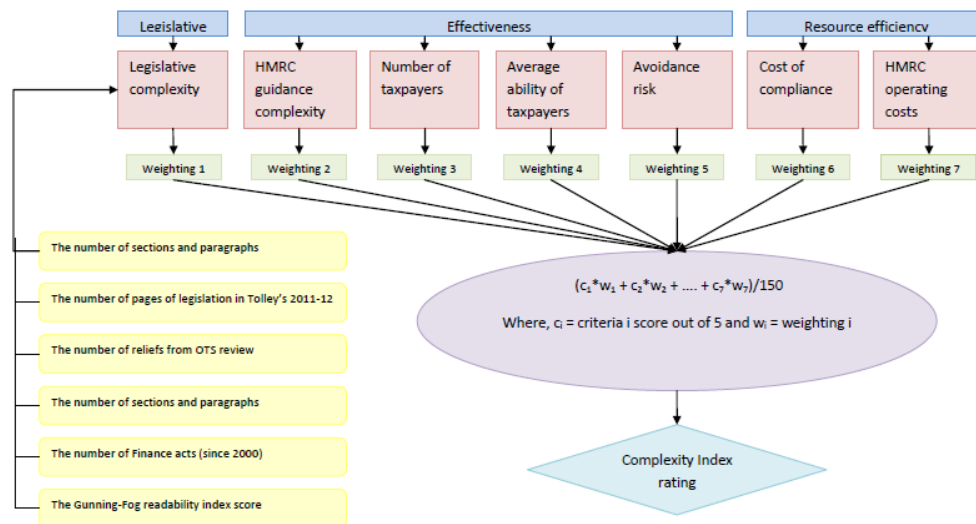 Legislative
Effectiveness
Resource efficiency
Legislative
complexity
HMRC
guidance
complexity
Number of
taxpayers
Average
ability of
taxpayers
Avoidance
risk
Cost of
compliance
HMRC
operating
costs
Weighting 1
Weighting 2
Weighting 3
Weighting 4
Weighting 5
Weighting 6
Weighting 7
The number of sections and paragraphs
The number of pages of legislation in Tolley's 2011-12
The number of reliefs from OTS review
The number of sections and paragraphs
The number of Finance acts (since 2000)
The Gunning-Fog readability index score
(c₁*w₁ + c₂*w₂ + .... + c₇*w₇)/150
Where, cᵢ = criteria i score out of 5 and wᵢ = weighting i
Complexity Index
rating